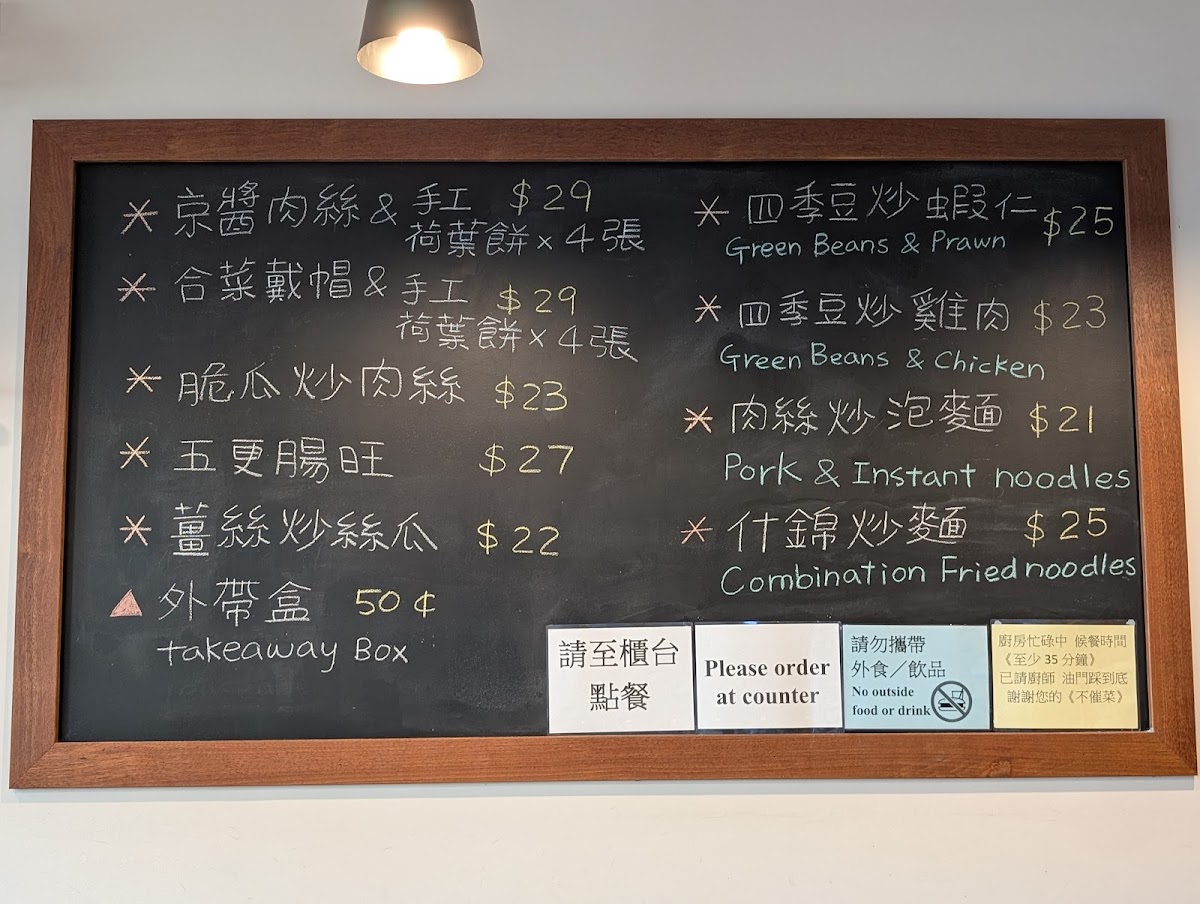 京醬肉絲 & 手工 $29
荷葉餅 x 4 張
合菜戴帽 & 手工 $29
荷葉餅 x 4 張
脆瓜炒肉絲 $23
五更腸旺 $27
薑絲炒絲瓜 $22
外帶盒 50¢
takeaway Box
四季豆炒蝦仁 $25
Green Beans & Prawn
四季豆炒雞肉 $23
Green Beans & Chicken
肉絲炒泡麵 $21
Pork & Instant noodles
什錦炒麵 $25
Combination Fried noodles
請至櫃台
點餐
Please order
at counter
請勿攜帶
外食／飲品
No outside
food or drink
廚房忙碌中 候餐時間
《至少 35 分鐘》
已請廚師 油門踩到底
謝謝您的《不催菜》